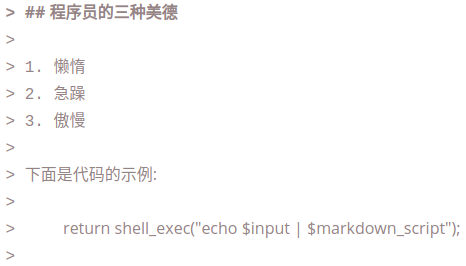 > ## 程序员的三种美德
>
> 1. 懒惰
> 2. 急躁
> 3. 傲慢
>
> 下面是代码的示例:
>
>     return shell_exec("echo $input | $markdown_script");
>